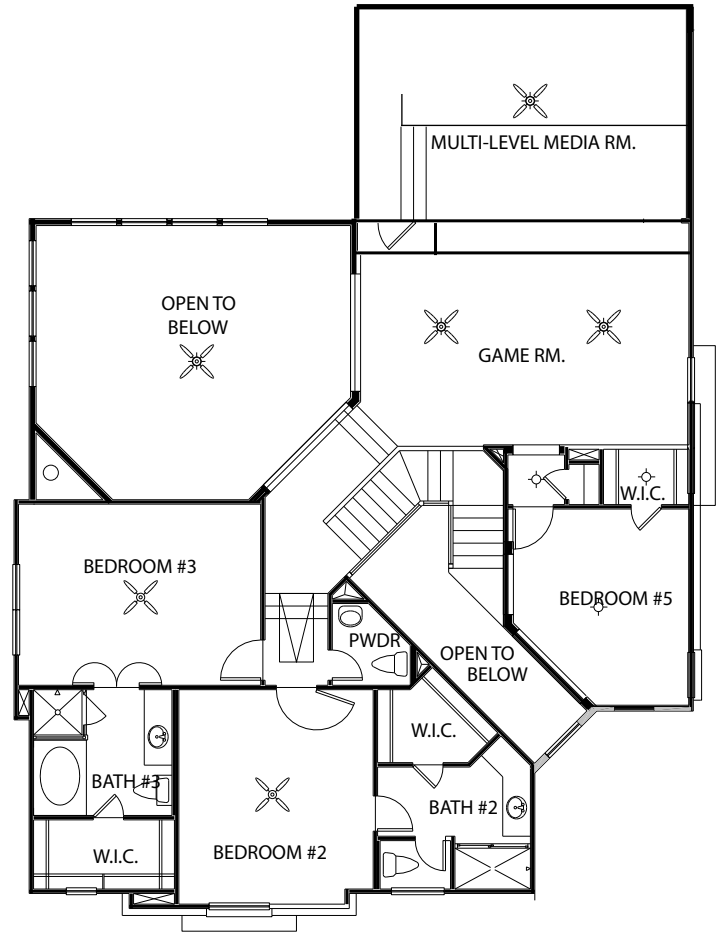 MULTI-LEVEL MEDIA RM.
OPEN TO
BELOW
GAME RM.
W.I.C.
BEDROOM #3
BEDROOM #5
PWDR
OPEN TO
BELOW
W.I.C.
BATH #3
BATH #2
W.I.C.
BEDROOM #2